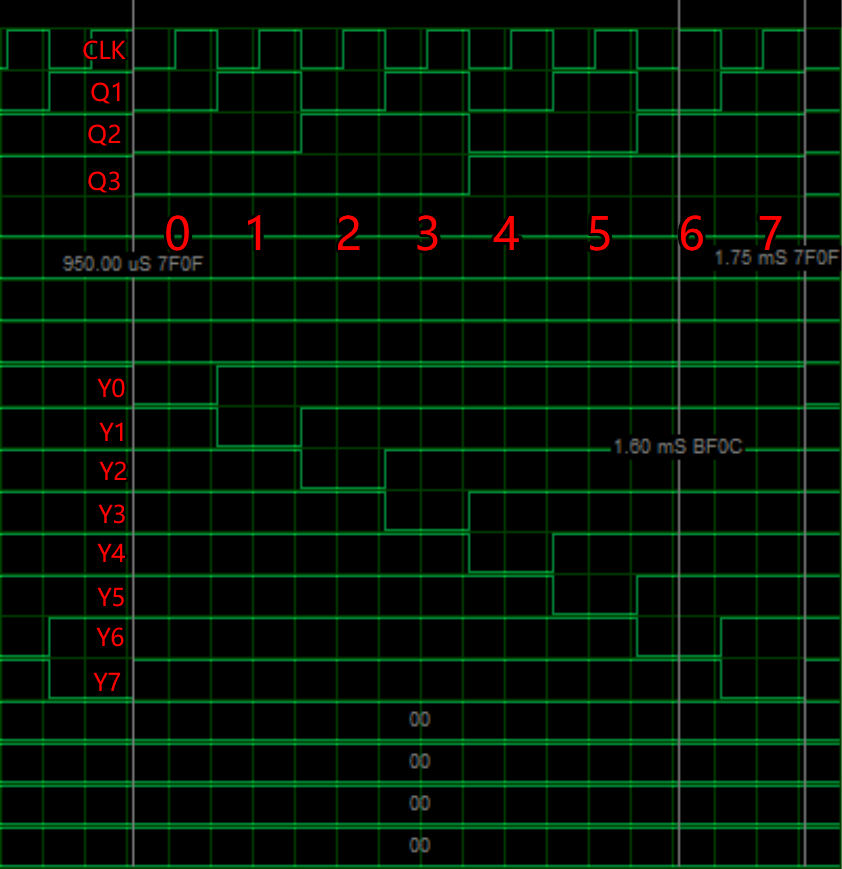 CLK
Q1
Q2
Q3
0 1 2 3 4 5 6 7
950.00 uS 7F0F
1.75 mS 7F0F
Y0
Y1
1.60 mS BF0C
Y2
Y3
Y4
Y5
Y6
Y7
00
00
00
00